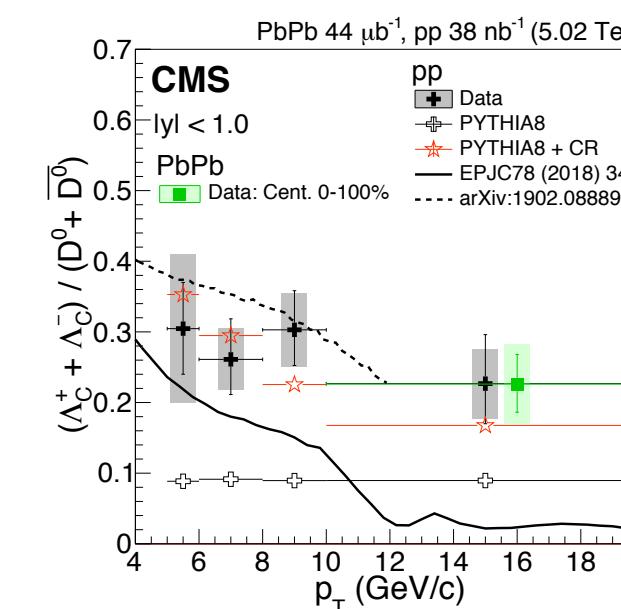 PbPb 44 μb⁻¹, pp 38 nb⁻¹ (5.02 Te
CMS
|y| < 1.0
PbPb
Data: Cent. 0-100%
pp
Data
PYTHIA8
PYTHIA8 + CR
EPJC78 (2018) 34
arXiv:1902.08889
(Λ_C^+ + Λ_C^-) / (D^0 + \overline{D^0})
0.7
0.6
0.5
0.4
0.3
0.2
0.1
0
4 6 8 10 12 14 16 18
p_T (GeV/c)